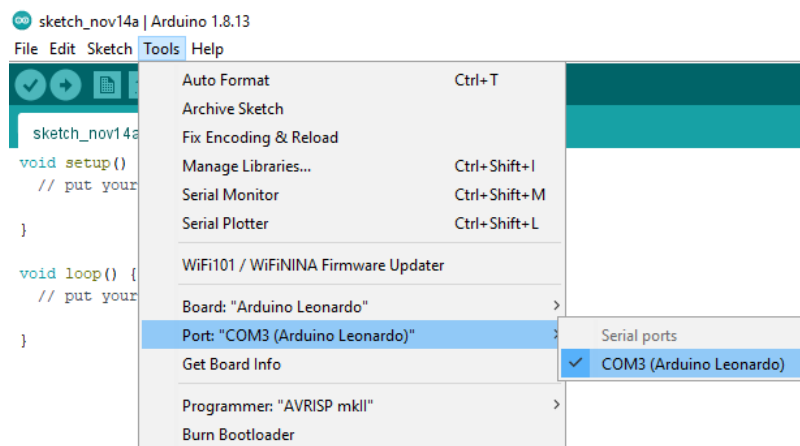 sketch_nov14a | Arduino 1.8.13
File Edit Sketch Tools Help
sketch_nov14a
void setup()
// put your
}
void loop() {
// put your
}
Auto Format Ctrl+T
Archive Sketch
Fix Encoding & Reload
Manage Libraries... Ctrl+Shift+I
Serial Monitor Ctrl+Shift+M
Serial Plotter Ctrl+Shift+L
WiFi101 / WiFiNINA Firmware Updater
Board: "Arduino Leonardo"
Port: "COM3 (Arduino Leonardo)"
Get Board Info
Programmer: "AVRISP mkII"
Burn Bootloader
Serial ports
COM3 (Arduino Leonardo)